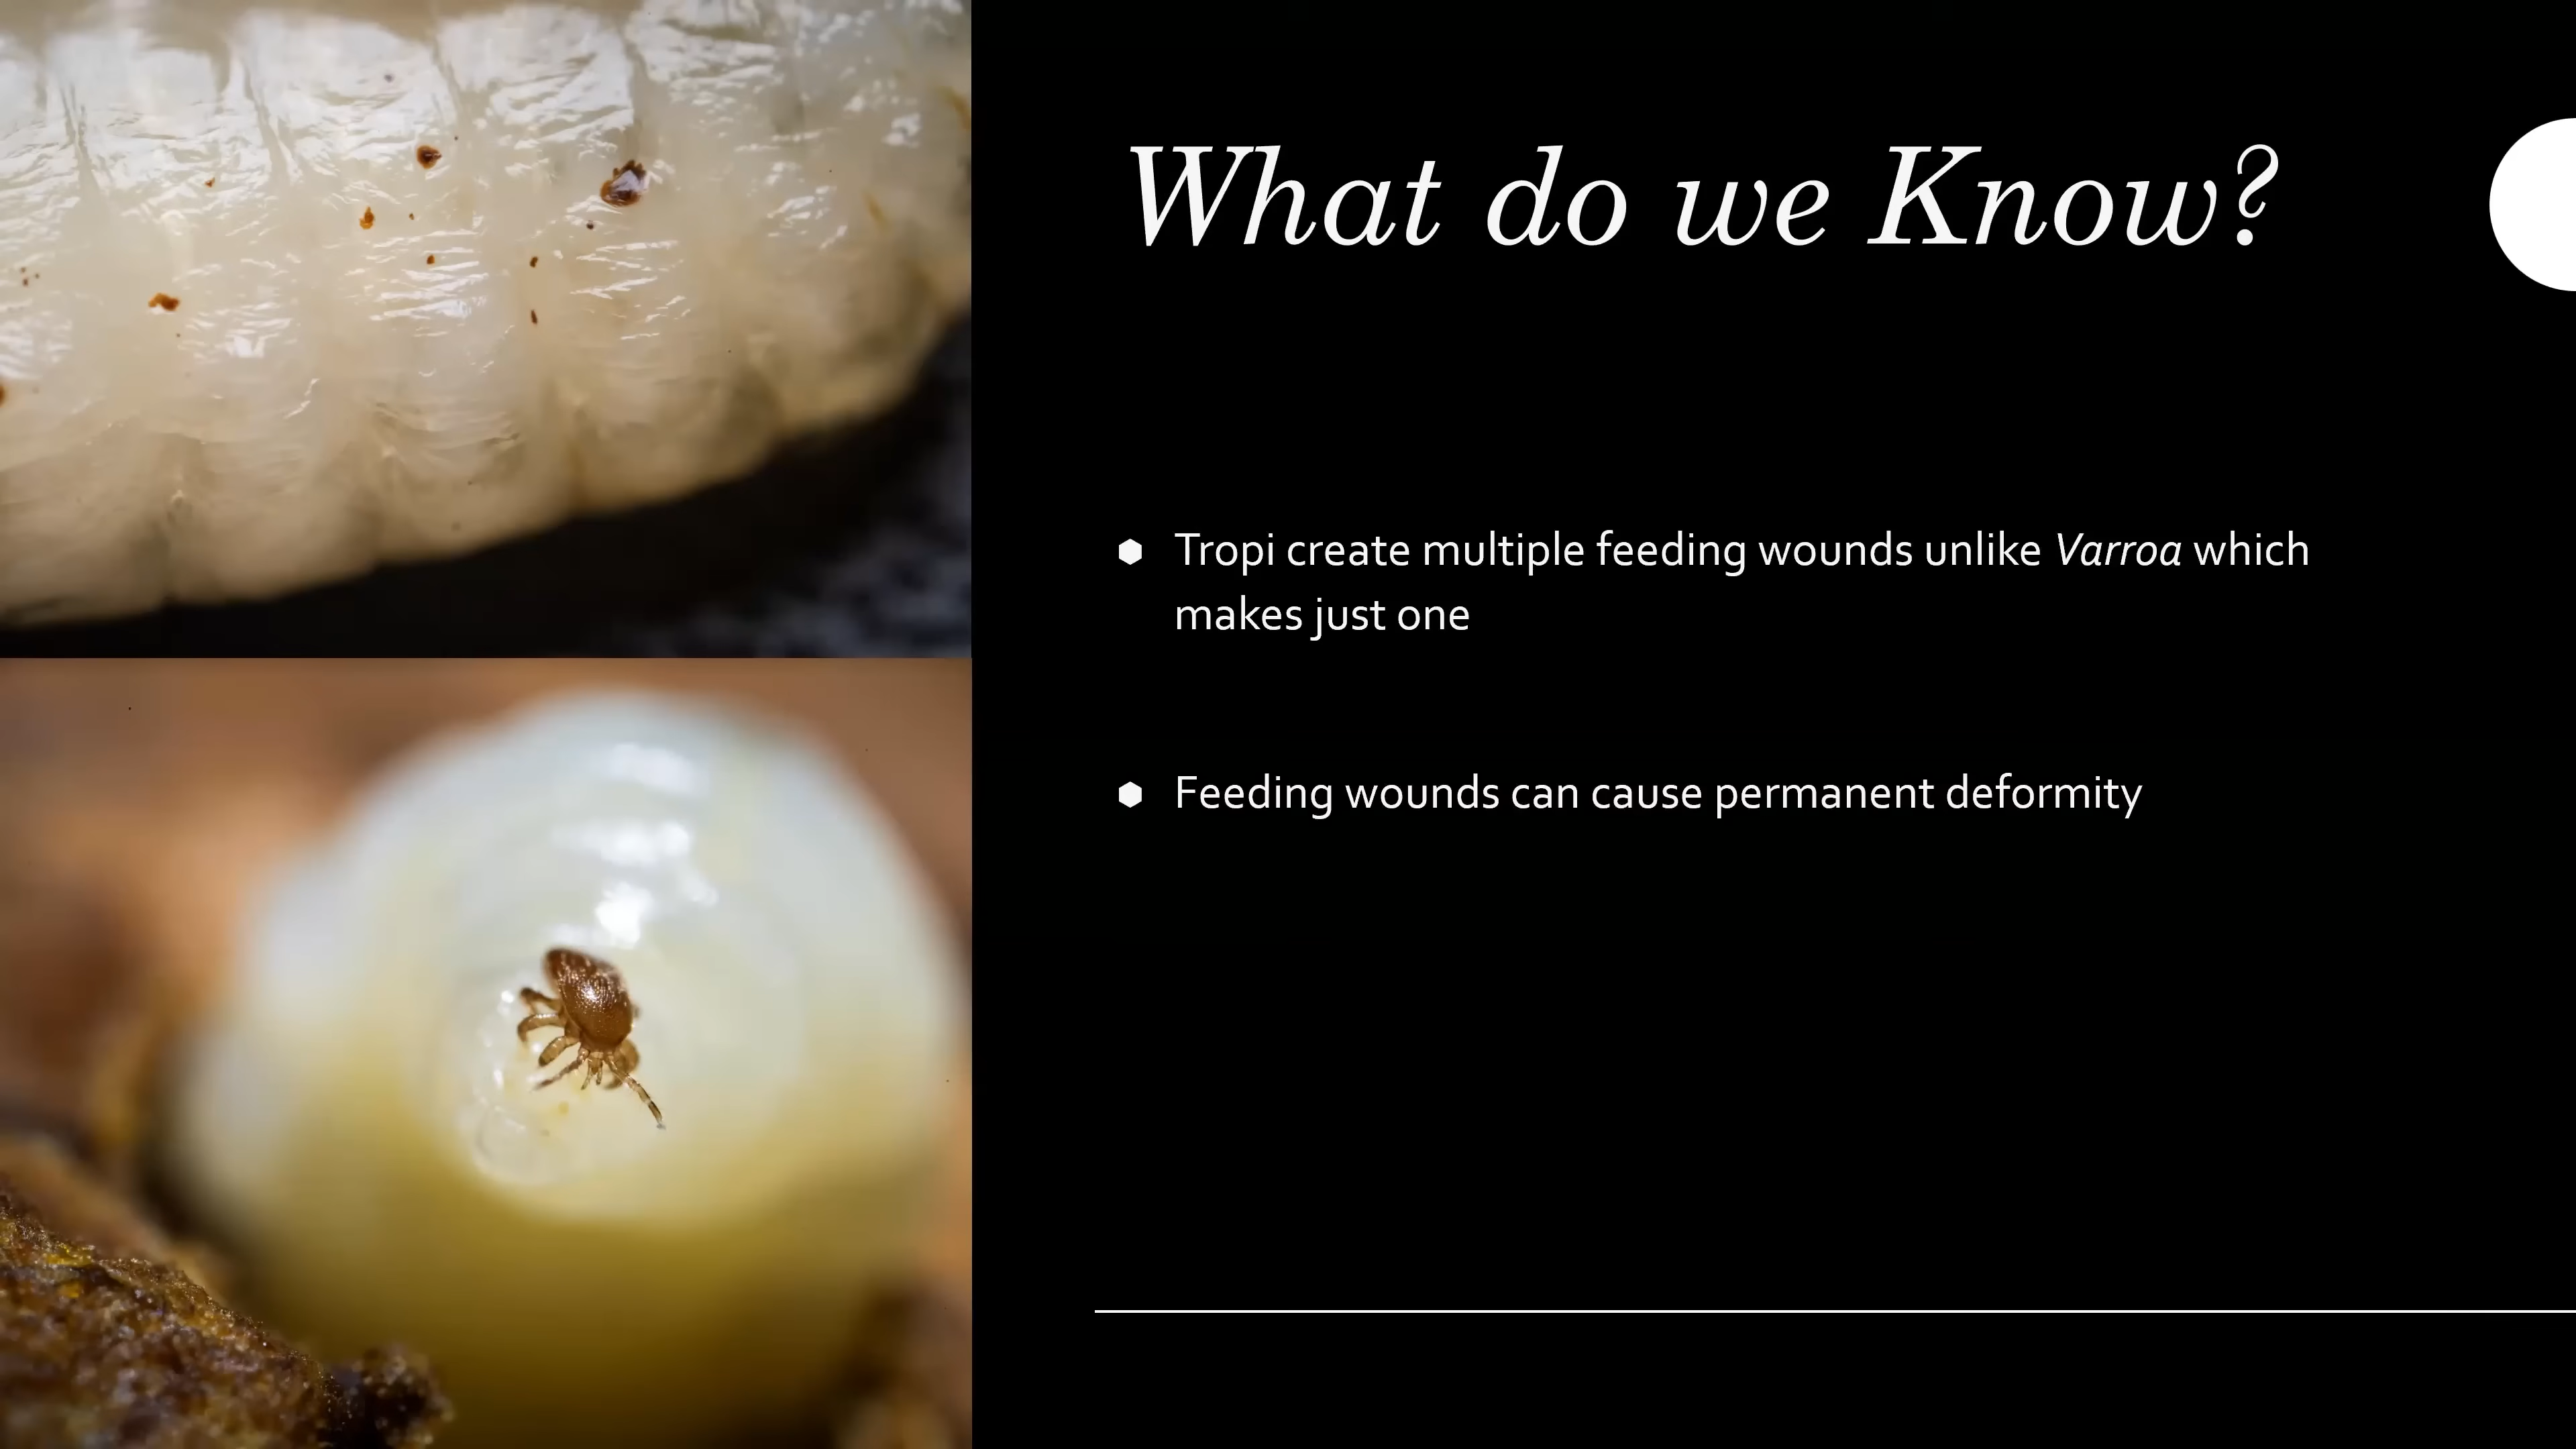 What do we Know?
Tropi create multiple feeding wounds unlike Varroa which
makes just one
Feeding wounds can cause permanent deformity